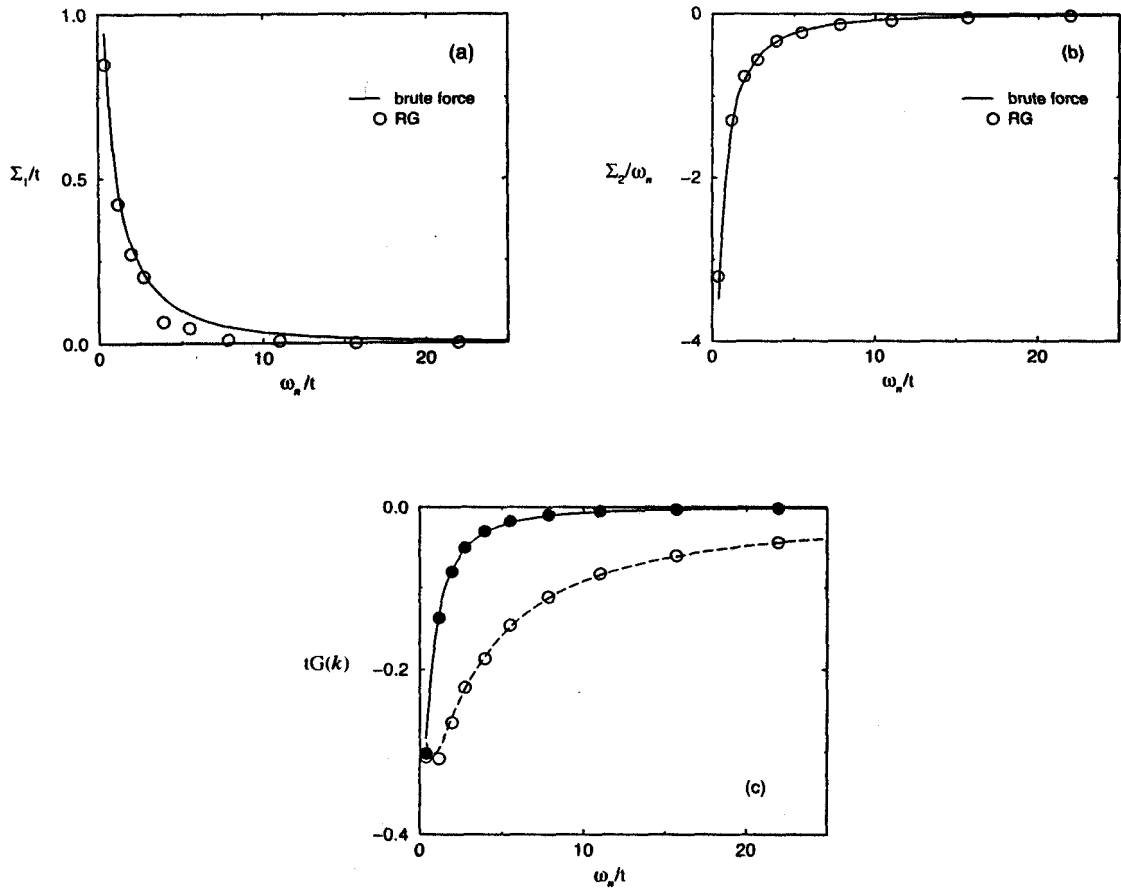 1.0
0.5
0.0
Σ₁/t
(a)
brute force
RG
0
10
20
ωₙ/t
0
−2
−4
Σ₂/ωₙ
(b)
brute force
RG
0
10
20
ωₙ/t
0.0
−0.2
−0.4
tG(k)
(c)
0
10
20
ωₙ/t